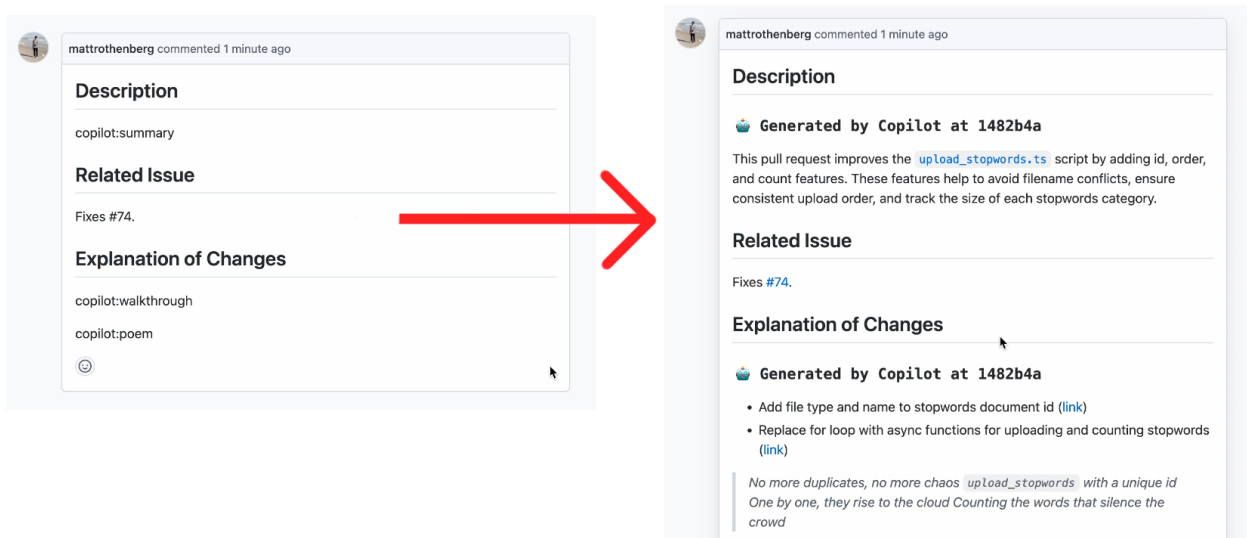 mattrothenberg commented 1 minute ago
Description
copilot:summary
Related Issue
Fixes #74.
Explanation of Changes
copilot:walkthrough
copilot:poem
mattrothenberg commented 1 minute ago
Description
Generated by Copilot at 1482b4a
This pull request improves the upload_stopwords.ts script by adding id, order,
and count features. These features help to avoid filename conflicts, ensure
consistent upload order, and track the size of each stopwords category.
Related Issue
Fixes #74.
Explanation of Changes
Generated by Copilot at 1482b4a
• Add file type and name to stopwords document id (link)
• Replace for loop with async functions for uploading and counting stopwords
(link)
No more duplicates, no more chaos upload_stopwords with a unique id
One by one, they rise to the cloud Counting the words that silence the
crowd